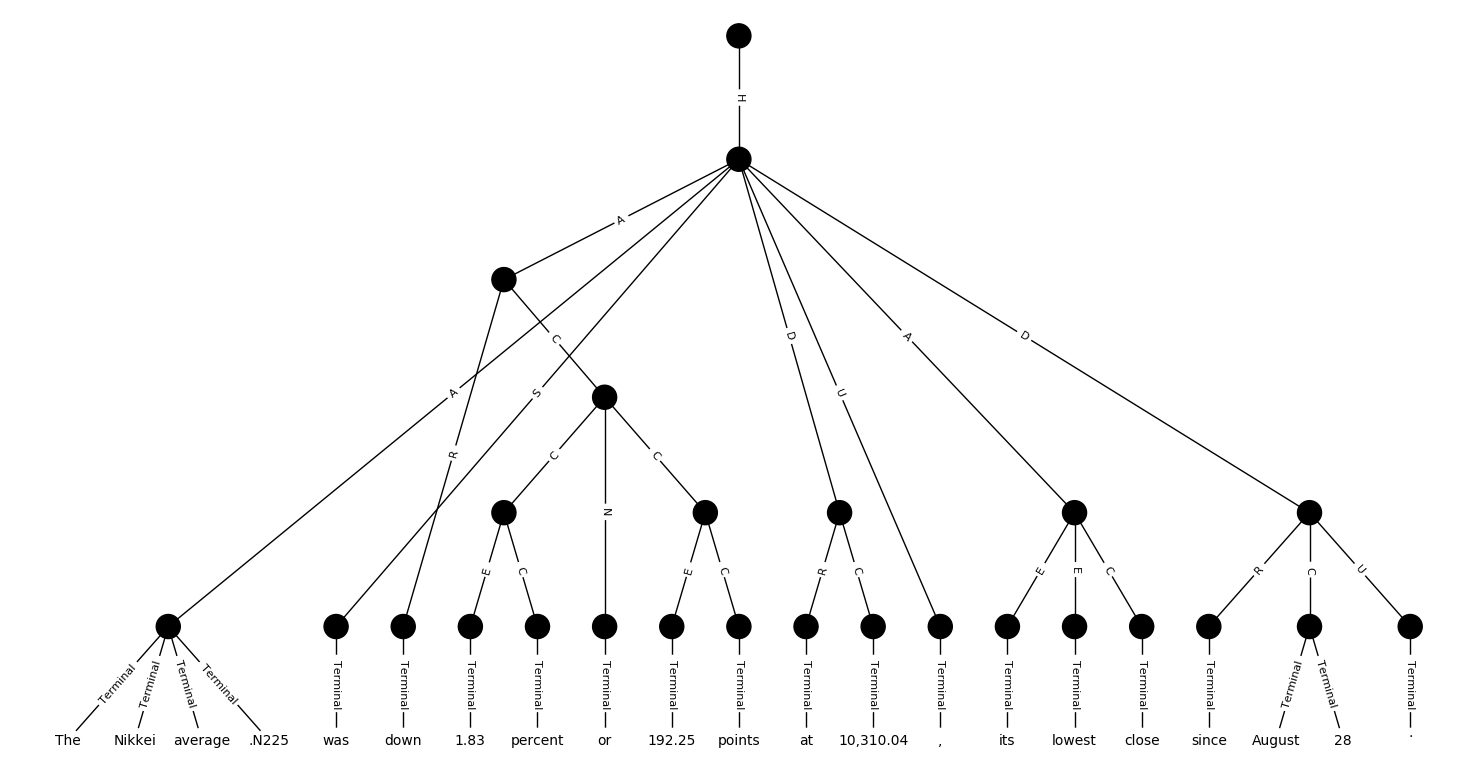 H
A
A
S
D
U
A
D
R
C
C
N
C
E
C
E
C
R
C
E
E
C
R
C
U
Terminal Terminal Terminal Terminal Terminal Terminal Terminal Terminal Terminal Terminal Terminal Terminal Terminal Terminal Terminal Terminal Terminal Terminal Terminal Terminal Terminal
The Nikkei average .N225 was down 1.83 percent or 192.25 points at 10,310.04 , its lowest close since August 28 .